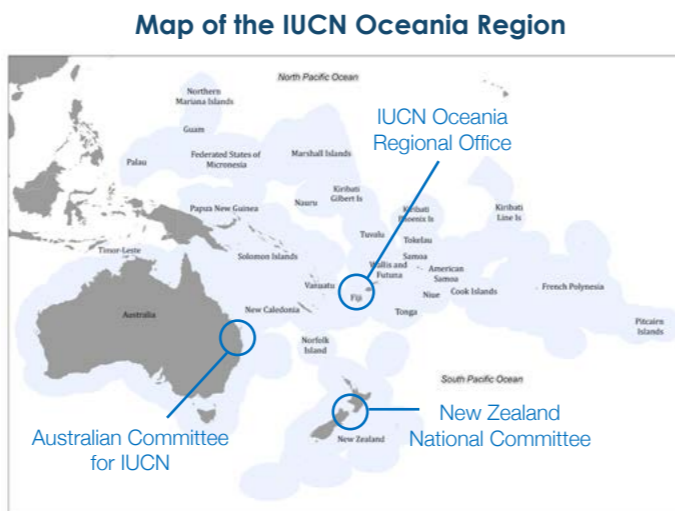 Map of the IUCN Oceania Region
North Pacific Ocean
Northern
Mariana Islands
Guam
IUCN Oceania
Regional Office
Palau
Federated States of
Micronesia
Marshall Islands
Papua New Guinea
Nauru
Kiribati
Gilbert Is
Kiribati
Phoenix Is
Kiribati
Line Is
Tuvalu
Tokelau
Timor-Leste
Solomon Islands
Samoa
Wallis and
Futuna
American
Samoa
Vanuatu
Fiji
Niue
Cook Islands
French Polynesia
Australia
New Caledonia
Tonga
Pitcairn
Islands
Norfolk
Island
South Pacific Ocean
Australian Committee
for IUCN
New Zealand
New Zealand
National Committee